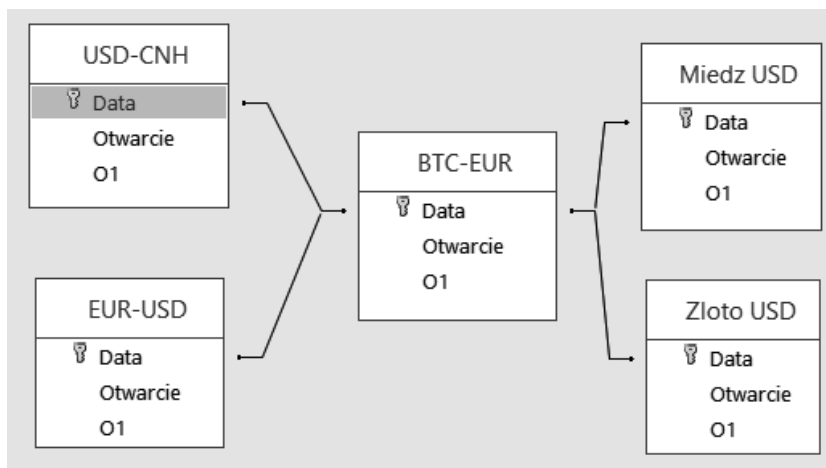 USD-CNH
Data
Otwarcie
O1
EUR-USD
Data
Otwarcie
O1
BTC-EUR
Data
Otwarcie
O1
Miedz USD
Data
Otwarcie
O1
Zloto USD
Data
Otwarcie
O1